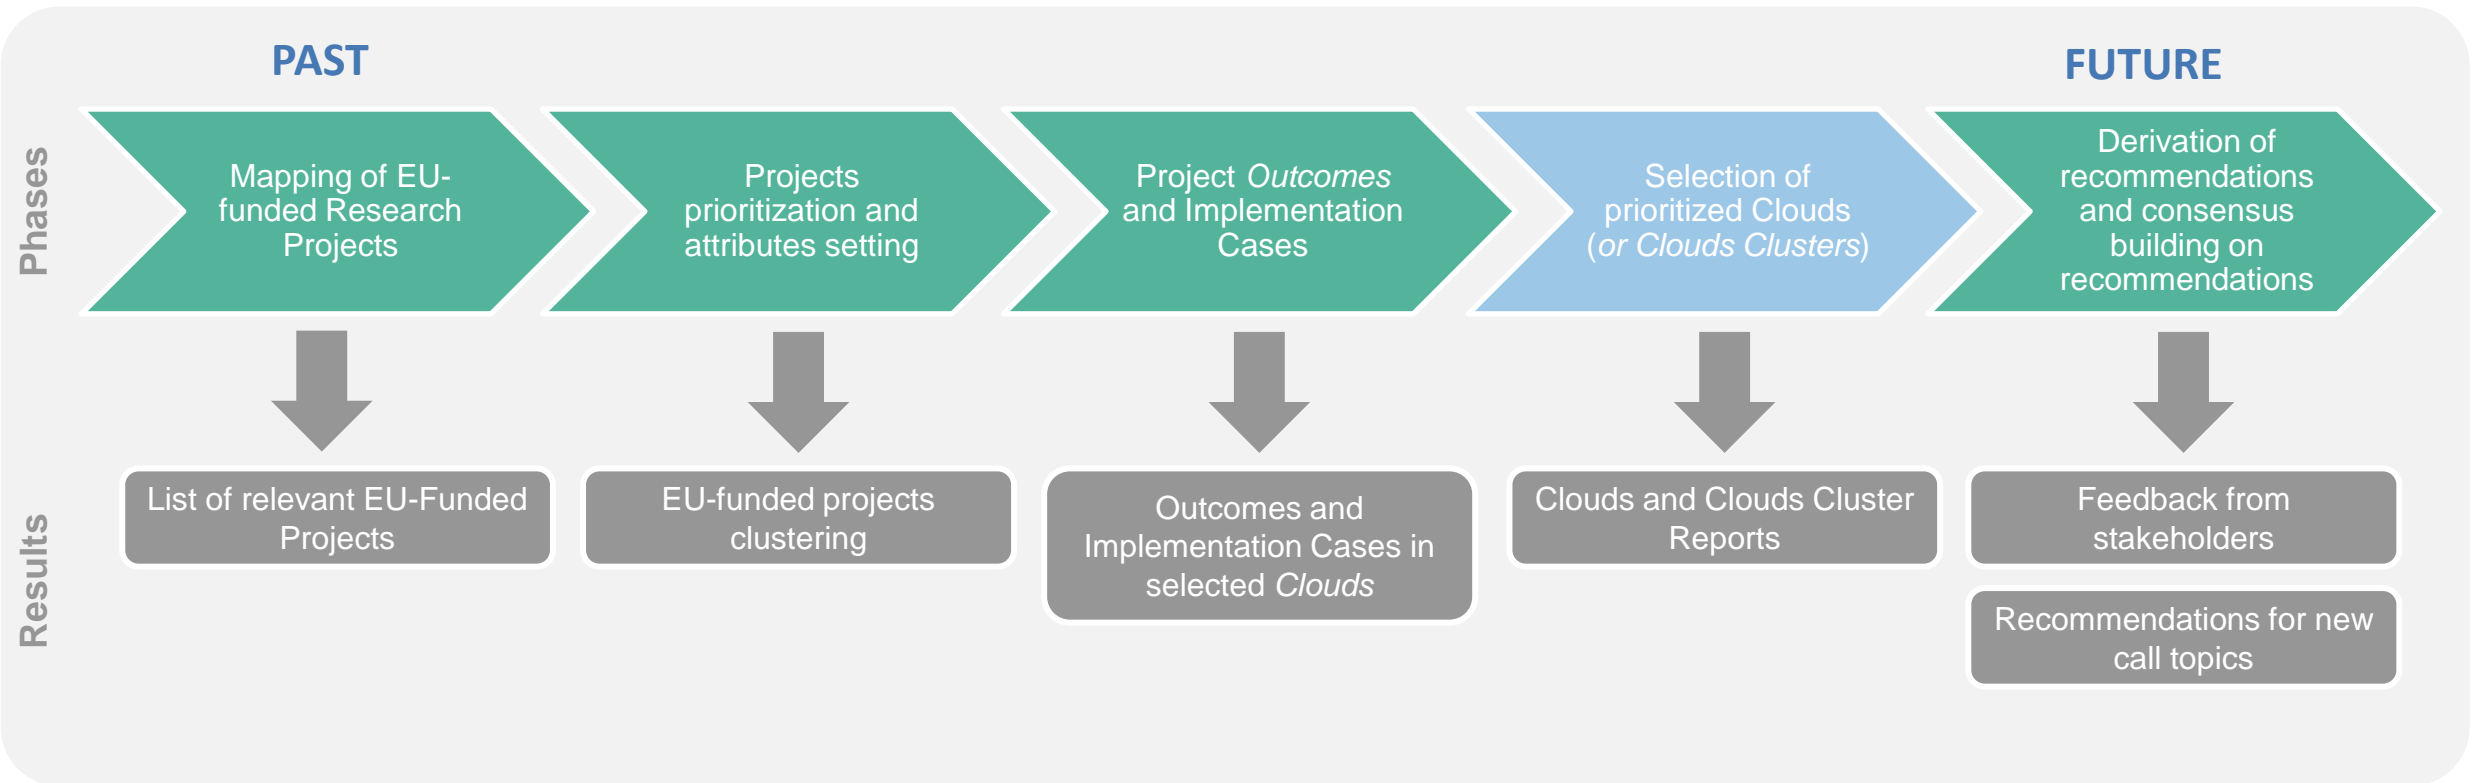 PAST
FUTURE
Phases
Mapping of EU-
funded Research
Projects
Projects
prioritization and
attributes setting
Project Outcomes
and Implementation
Cases
Selection of
prioritized Clouds
(or Clouds Clusters)
Derivation of
recommendations
and consensus
building on
recommendations
Results
List of relevant EU-Funded
Projects
EU-funded projects
clustering
Outcomes and
Implementation Cases in
selected Clouds
Clouds and Clouds Cluster
Reports
Feedback from
stakeholders
Recommendations for new
call topics